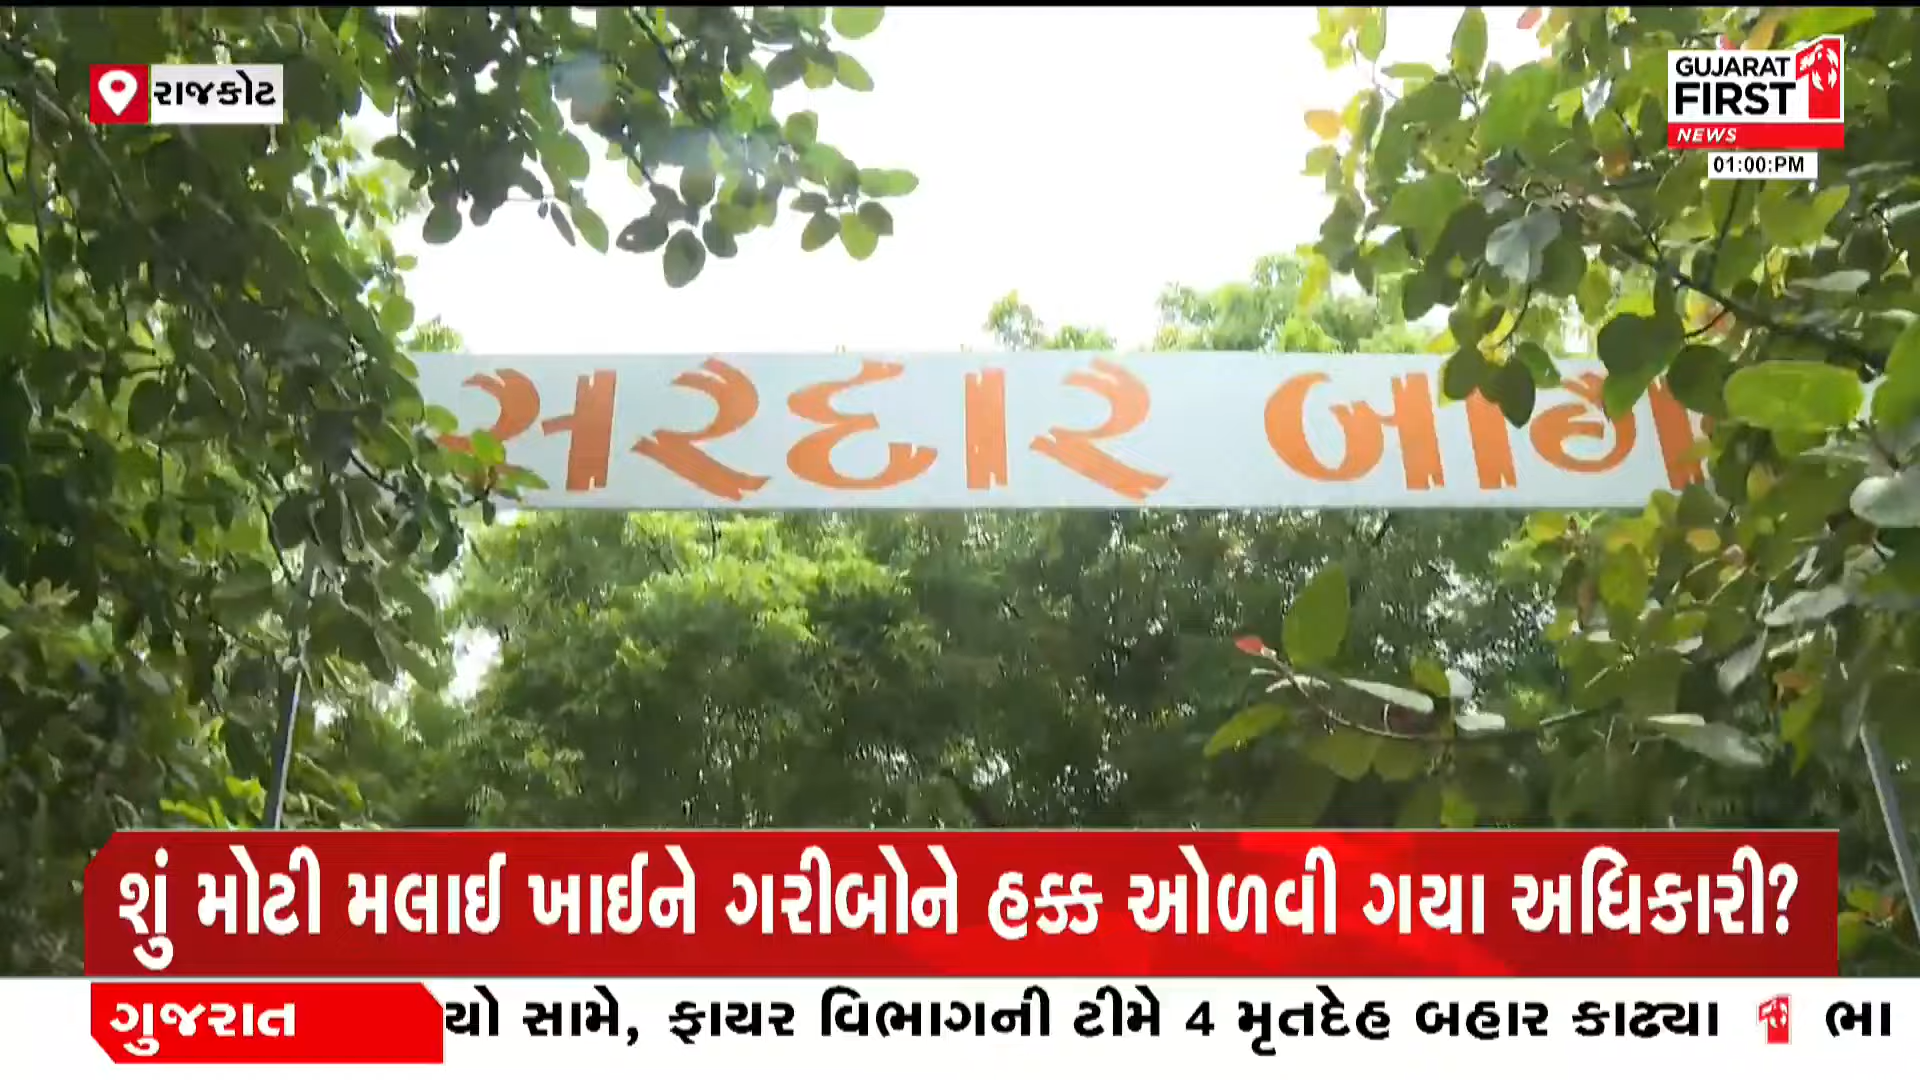 રાજકોટ
GUJARAT
FIRST
NEWS
01:00:PM
સરદાર બાગ
શું મોટી મલાઈ ખાઈને ગરીબોને હક્ક ઓળવી ગયા અધિકારી?
ગુજરાત
યો સામે, ફાયર વિભાગની ટીમે 4 મૃતદેહ બહાર કાઢ્યા ભા